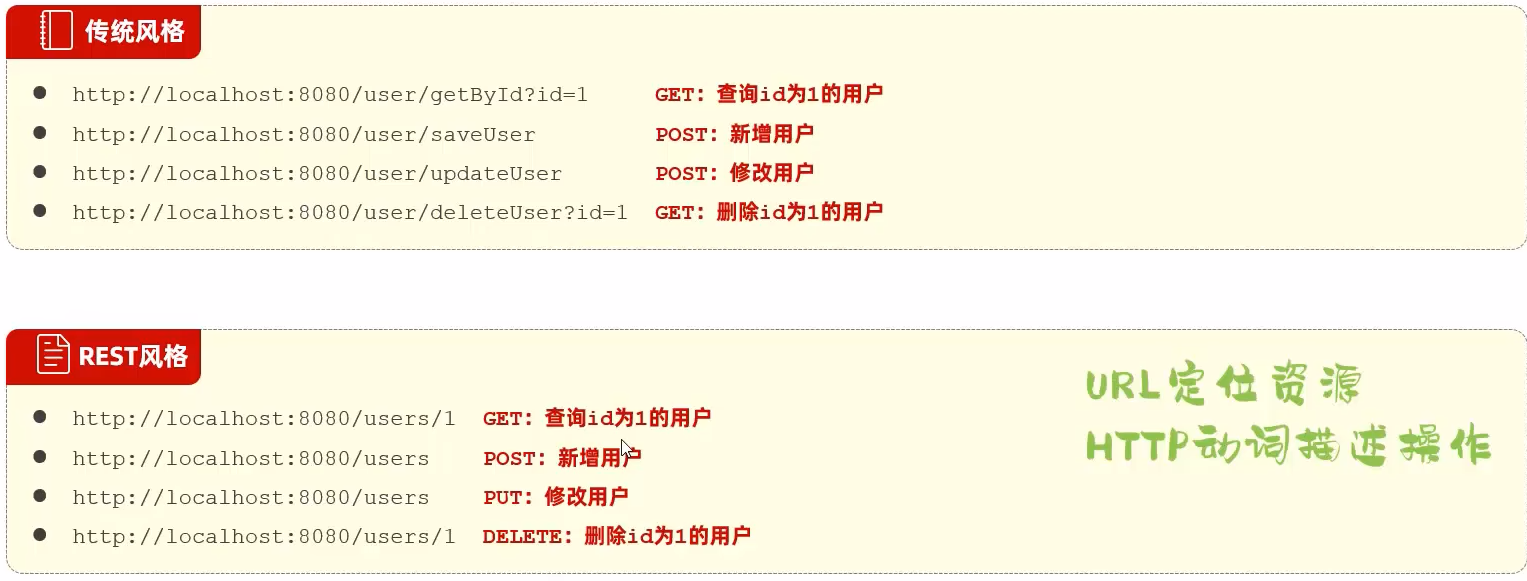 传统风格
http://localhost:8080/user/getById?id=1 GET：查询id为1的用户
http://localhost:8080/user/saveUser POST：新增用户
http://localhost:8080/user/updateUser POST：修改用户
http://localhost:8080/user/deleteUser?id=1 GET：删除id为1的用户
REST风格
URL定位资源
HTTP动词描述操作
http://localhost:8080/users/1 GET：查询id为1的用户
http://localhost:8080/users POST：新增用户
http://localhost:8080/users PUT：修改用户
http://localhost:8080/users/1 DELETE：删除id为1的用户